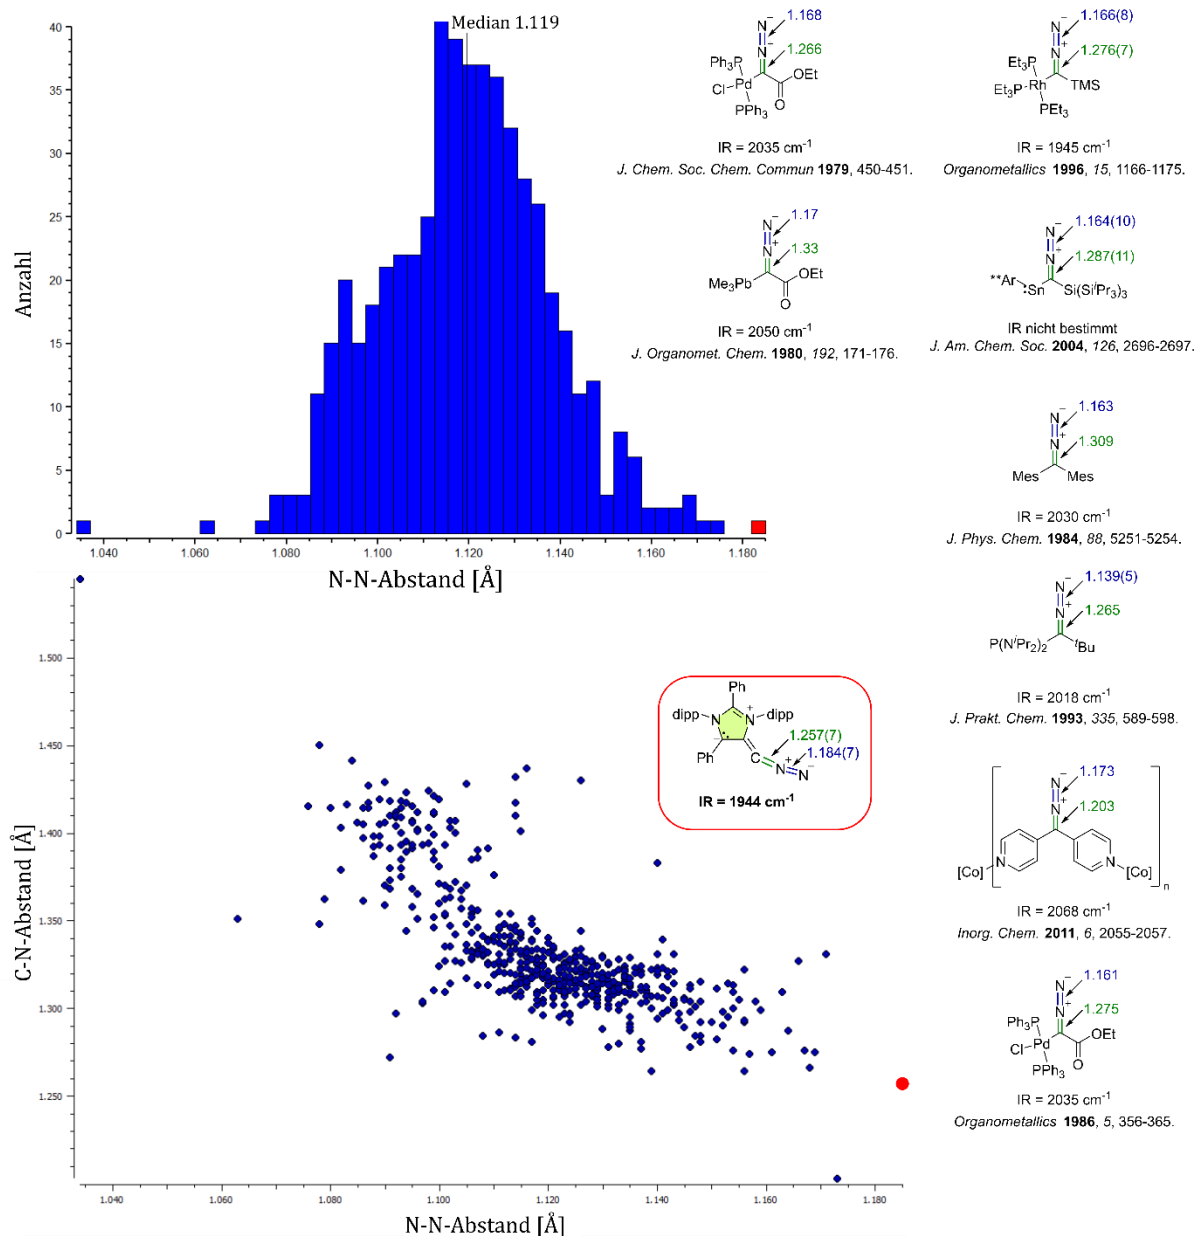 Median 1.119
Anzahl
40
35
30
25
20
15
10
5
0
1.040
1.060
1.080
1.100
1.120
1.140
1.160
1.180
N-N-Abstand [Å]
N−
1.168
N−
1.266
Ph3P
Cl
Pd
PPh3
OEt
O
IR = 2035 cm-1
J. Chem. Soc. Chem. Commun 1979, 450-451.
N−
1.166(8)
N+
1.276(7)
Et3P
Et3P
Rh
PEt3
TMS
IR = 1945 cm-1
Organometallics 1996, 15, 1166-1175.
N−
1.17
N+
1.33
Me3Pb
OEt
O
IR = 2050 cm-1
J. Organomet. Chem. 1980, 192, 171-176.
N−
1.164(10)
N+
1.287(11)
**Ar
:Sn
Si(SiiPr3)3
IR nicht bestimmt
J. Am. Chem. Soc. 2004, 126, 2696-2697.
N−
1.163
N+
1.309
Mes
Mes
IR = 2030 cm-1
J. Phys. Chem. 1984, 88, 5251-5254.
N−
1.139(5)
N+
1.265
P(NiPr2)2
tBu
IR = 2018 cm-1
J. Prakt. Chem. 1993, 335, 589-598.
N−
1.173
N+
1.203
[Co]
N
N
[Co]
n
IR = 2068 cm-1
Inorg. Chem. 2011, 6, 2055-2057.
N−
1.161
N+
1.275
Ph3P
Cl
Pd
PPh3
OEt
O
IR = 2035 cm-1
Organometallics 1986, 5, 356-365.
C-N-Abstand [Å]
1.500
1.450
1.400
1.350
1.300
1.250
1.040
1.060
1.080
1.100
1.120
1.140
1.160
1.180
N-N-Abstand [Å]
Ph
dipp
N
N+
dipp
Ph
−
1.257(7)
1.184(7)
C
N+
N−
IR = 1944 cm-1